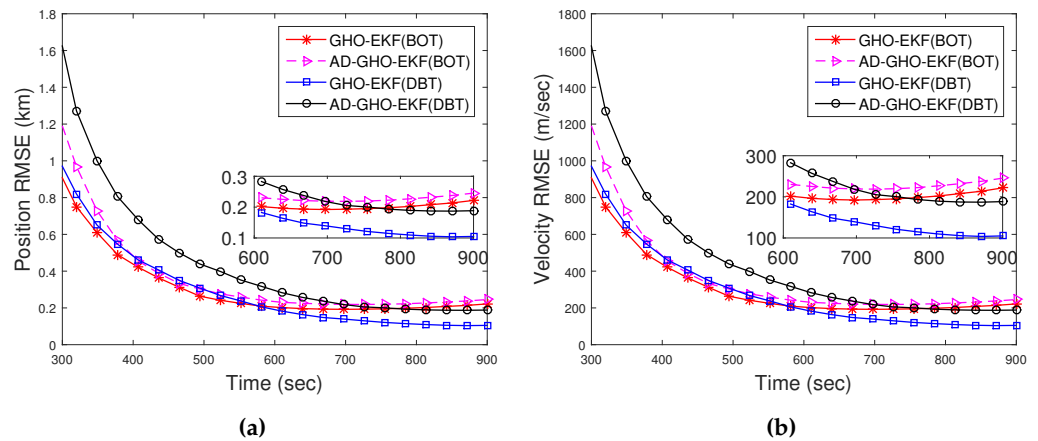 1.8
1.6
1.4
1.2
1
0.8
0.6
0.4
0.2
0
Position RMSE (km)
GHO-EKF(BOT)
AD-GHO-EKF(BOT)
GHO-EKF(DBT)
AD-GHO-EKF(DBT)
0.3
0.2
0.1
600 700 800 900
300 400 500 600 700 800 900
Time (sec)
(a)
1800
1600
1400
1200
1000
800
600
400
200
0
Velocity RMSE (m/sec)
GHO-EKF(BOT)
AD-GHO-EKF(BOT)
GHO-EKF(DBT)
AD-GHO-EKF(DBT)
300
200
100
600 700 800 900
300 400 500 600 700 800 900
Time (sec)
(b)